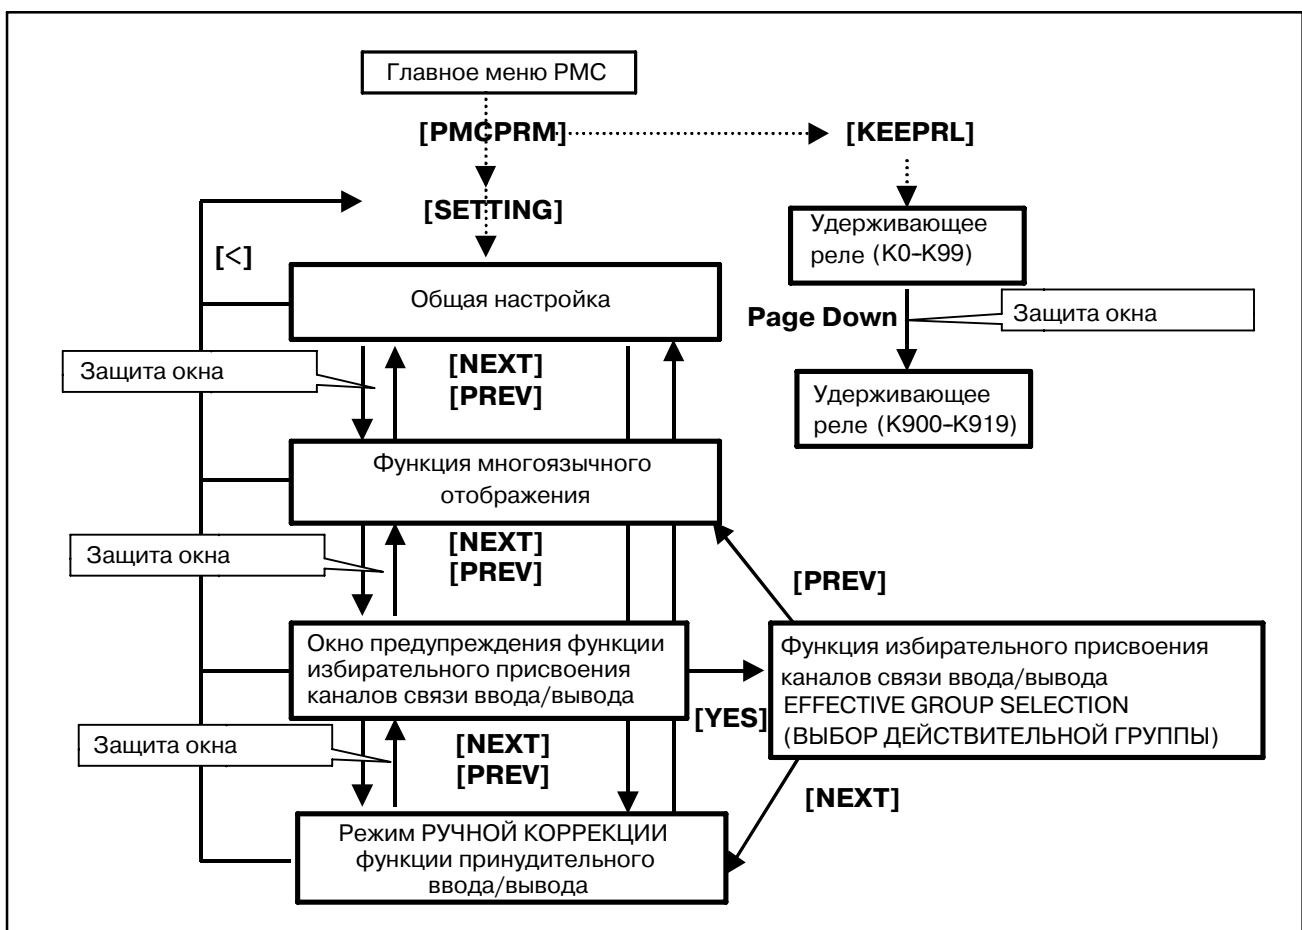 Главное меню PMC
[PMCPRM]
[KEEPRL]
[SETTING]
[<]
Удерживающее
реле (K0-K99)
Общая настройка
Page Down
Защита окна
Защита окна
[NEXT]
[PREV]
Удерживающее
реле (K900-K919)
Функция многоязычного
отображения
Защита окна
[NEXT]
[PREV]
[PREV]
Окно предупреждения функции
избирательного присвоения
каналов связи ввода/вывода
[YES]
Функция избирательного присвоения
каналов связи ввода/вывода
EFFECTIVE GROUP SELECTION
(ВЫБОР ДЕЙСТВИТЕЛЬНОЙ ГРУППЫ)
Защита окна
[NEXT]
[PREV]
[NEXT]
Режим РУЧНОЙ КОРРЕКЦИИ
функции принудительного
ввода/вывода